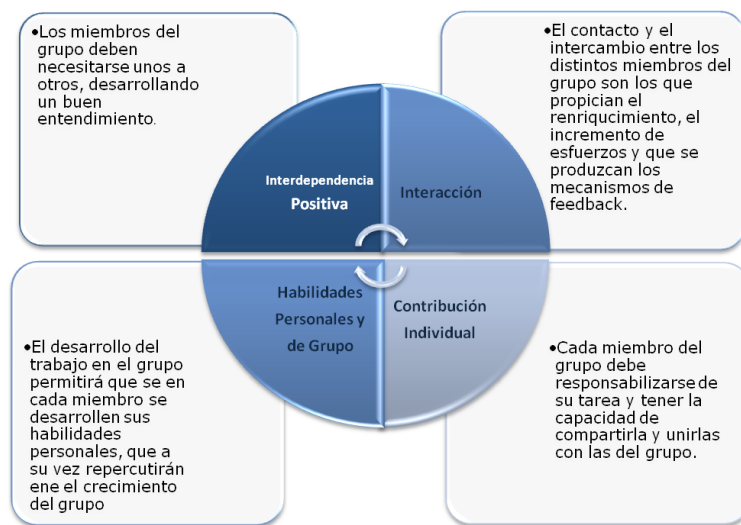 •Los miembros del
grupo deben
necesitarse unos a
otros, desarrollando
un buen
entendimiento.
•El contacto y el
intercambio entre los
distintos miembros del
grupo son los que
propician el
renriqucimiento, el
incremento de
esfuerzos y que se
produzcan los
mecanismos de
feedback.
Interdependencia
Positiva
Interacción
Habilidades
Personales y
de Grupo
Contribución
Individual
•El desarrollo del
trabajo en el grupo
permitirá que se en
cada miembro se
desarrollen sus
habilidades
personales, que a
su vez repercutirán
ene el crecimiento
del grupo
•Cada miembro del
grupo debe
responsabilizarse de
su tarea y tener la
capacidad de
compartirla y unirlas
con las del grupo.